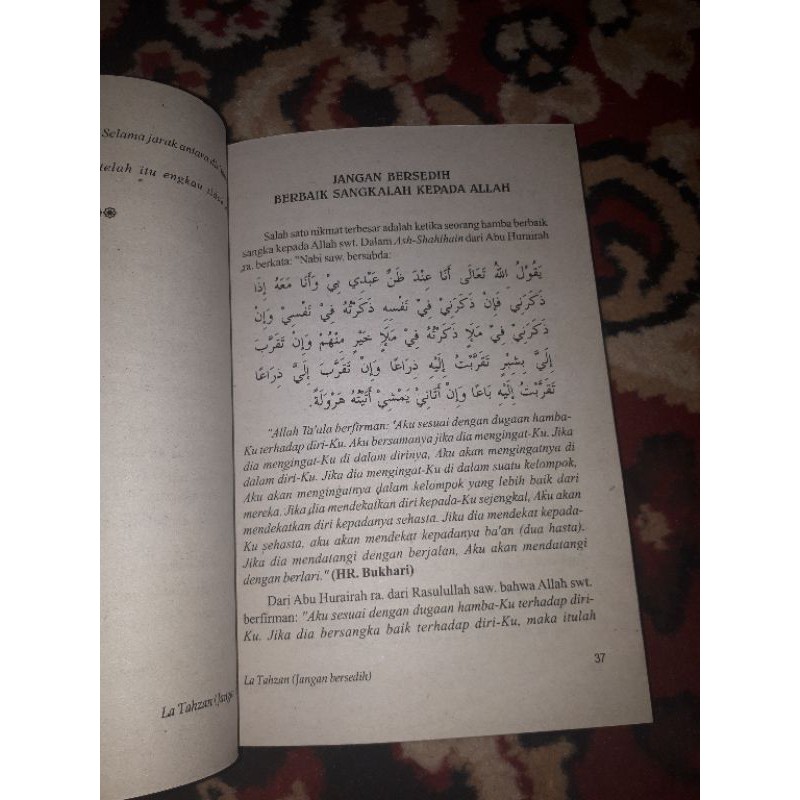 Selama jarak antara
telah itu engkau
La Tahzan (Jange
JANGAN BERSEDIH
BERBAIK SANGKALAH KEPADA ALLAH
Salah sato nikmat terbesar adalah ketika seorang hamba berbaik
sangka kepada Allah swt. Dalam Ash-Shahihain dari Abu Hurairah
ra. berkata: "Nabi saw. bersabda:
يَقُوْلُ اللهُ تَعَالَى أَنَا عِنْدَ ظَنِّ عَبْدِي بِيْ وَأَنَا مَعَهُ إِذَا
ذَكَرَنِي فَإِنْ ذَكَرَنِيْ فِيْ نَفْسِهِ ذَكَرْتُهُ فِيْ نَفْسِيْ وَإِنْ
ذَكَرَنِيْ فِيْ مَلَإٍ ذَكَرْتُهُ فِيْ مَلَإٍ خَيْرٍ مِنْهُمْ وَإِنْ تَقَرَّبَ
إِلَيَّ بِشِبْرٍ تَقَرَّبْتُ إِلَيْهِ ذِرَاعًا وَإِنْ تَقَرَّبَ إِلَيَّ ذِرَاعًا
تَقَرَّبْتُ إِلَيْهِ بَاعًا وَإِنْ أَتَانِيْ يَمْشِيْ أَتَيْتُهُ هَرْوَلَةً.
"Allah Ta'ala berfirman: "Aku sesuai dengan dugaan hamba-
Ku terhadap diri-Ku. Aku bersamanya jika dia mengingat-Ku. Jika
dia mengingat-Ku di dalam dirinya, Aku akan mengingatnya di
dalam diri-Ku. Jika dia mengingat-Ku di dalam suatu kelompok,
Aku akan mengingatnya dalam kelompok yang lebih baik dari
mereka. Jika dia mendekatkan diri kepada-Ku sejengkal, Aku akan
mendekatkan diri kepadanya sehasta. Jika dia mendekat kepada-
Ku sehasta, aku akan mendekat kepadanya ba'an (dua hasta).
Jika dia mendatangi dengan berjalan, Aku akan mendatangi
dengan berlari." (HR. Bukhari)
Dari Abu Hurairah ra. dari Rasulullah saw. bahwa Allah swt.
berfirman: "Aku sesuai dengan dugaan hamba-Ku terhadap diri-
Ku. Jika dia bersangka baik terhadap diri-Ku, maka itulah
37
La Tahzan (Jangan bersedih)